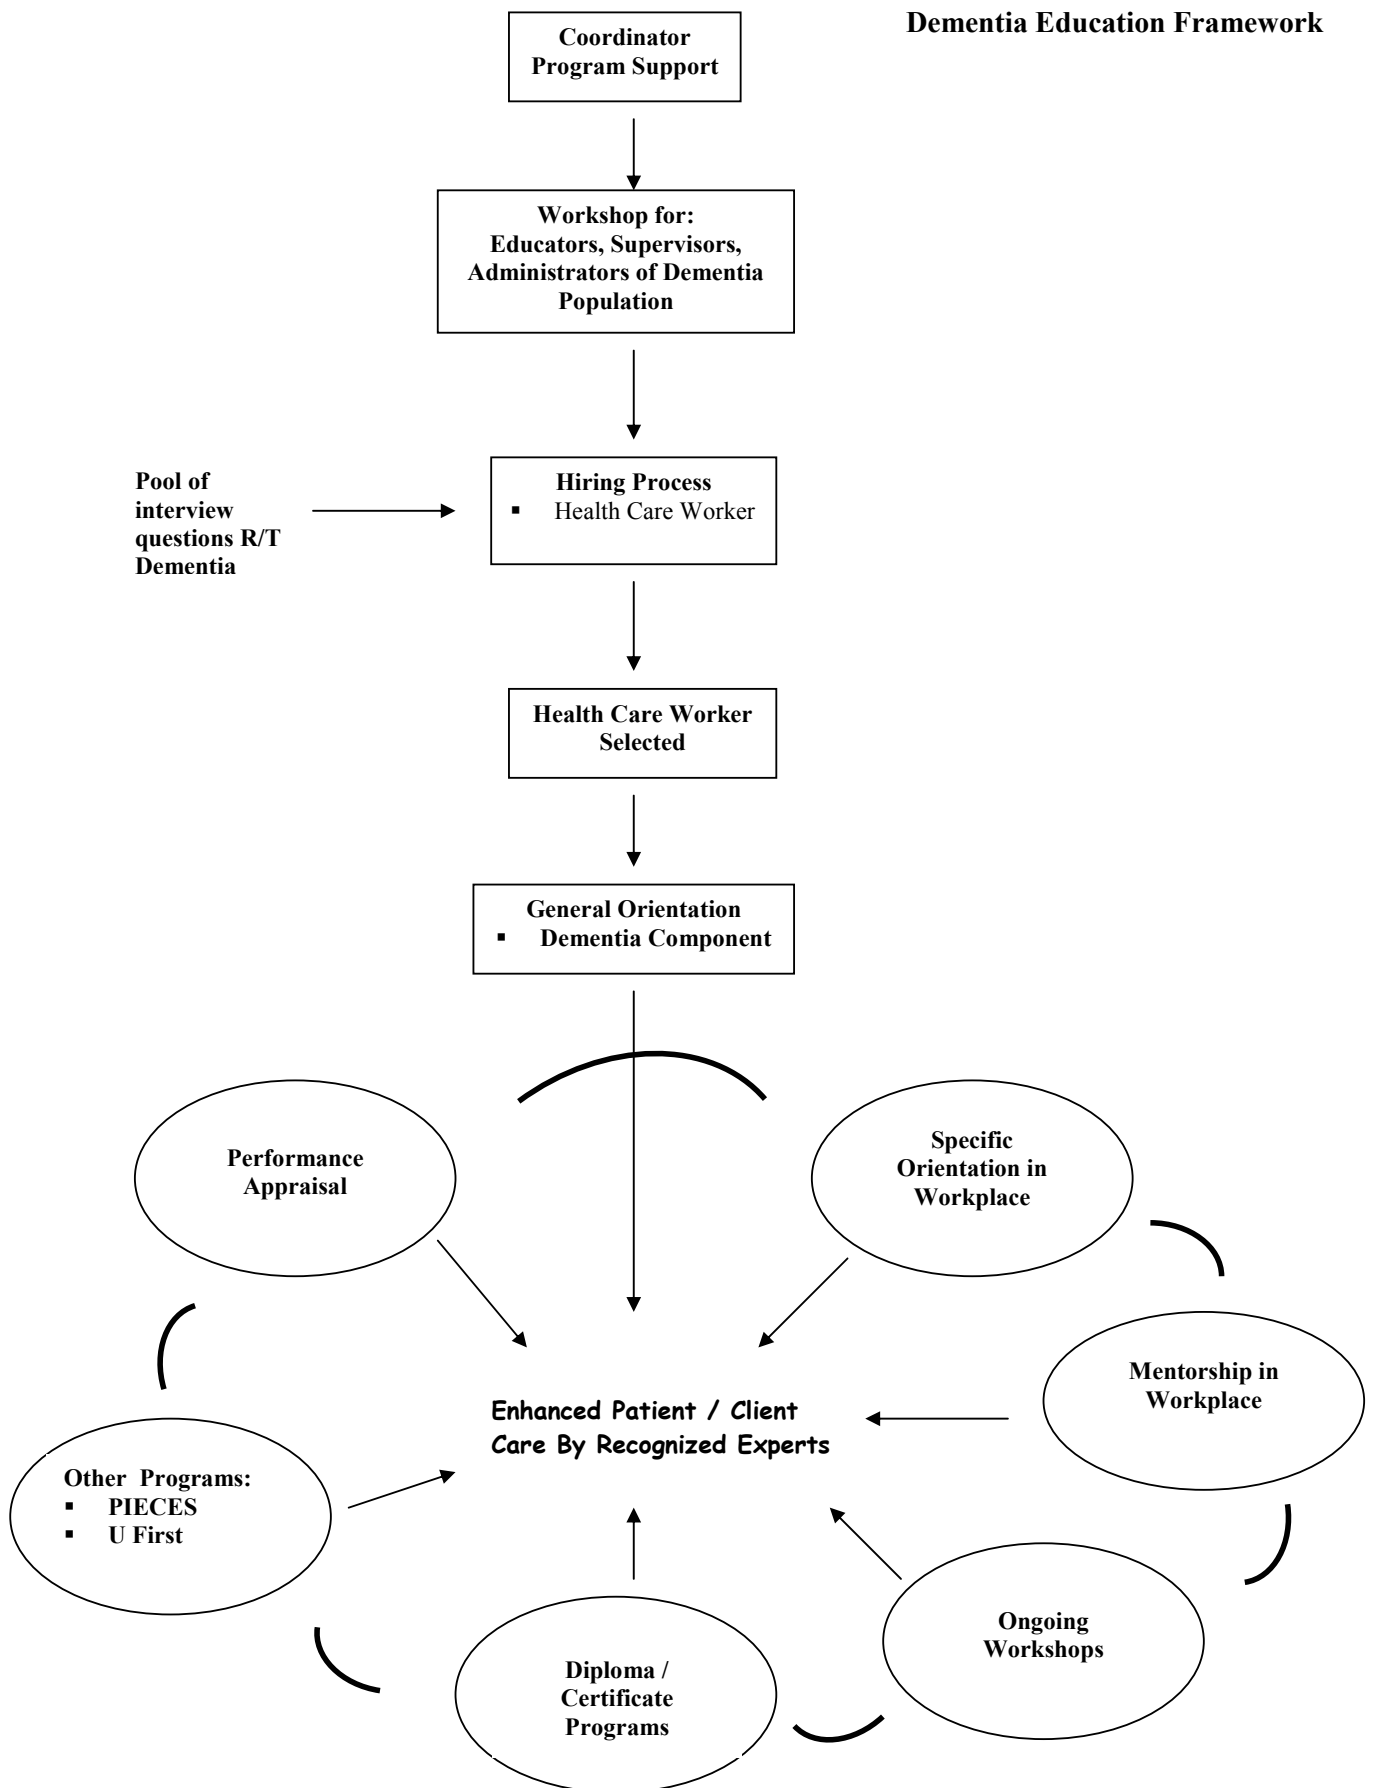 Dementia Education Framework
Coordinator
Program Support
Workshop for:
Educators, Supervisors,
Administrators of Dementia
Population
Pool of
interview
questions R/T
Dementia
Hiring Process
▪ Health Care Worker
Health Care Worker
Selected
General Orientation
▪ Dementia Component
Performance
Appraisal
Specific
Orientation in
Workplace
Mentorship in
Workplace
Enhanced Patient / Client
Care By Recognized Experts
Other Programs:
▪ PIECES
▪ U First
Ongoing
Workshops
Diploma /
Certificate
Programs